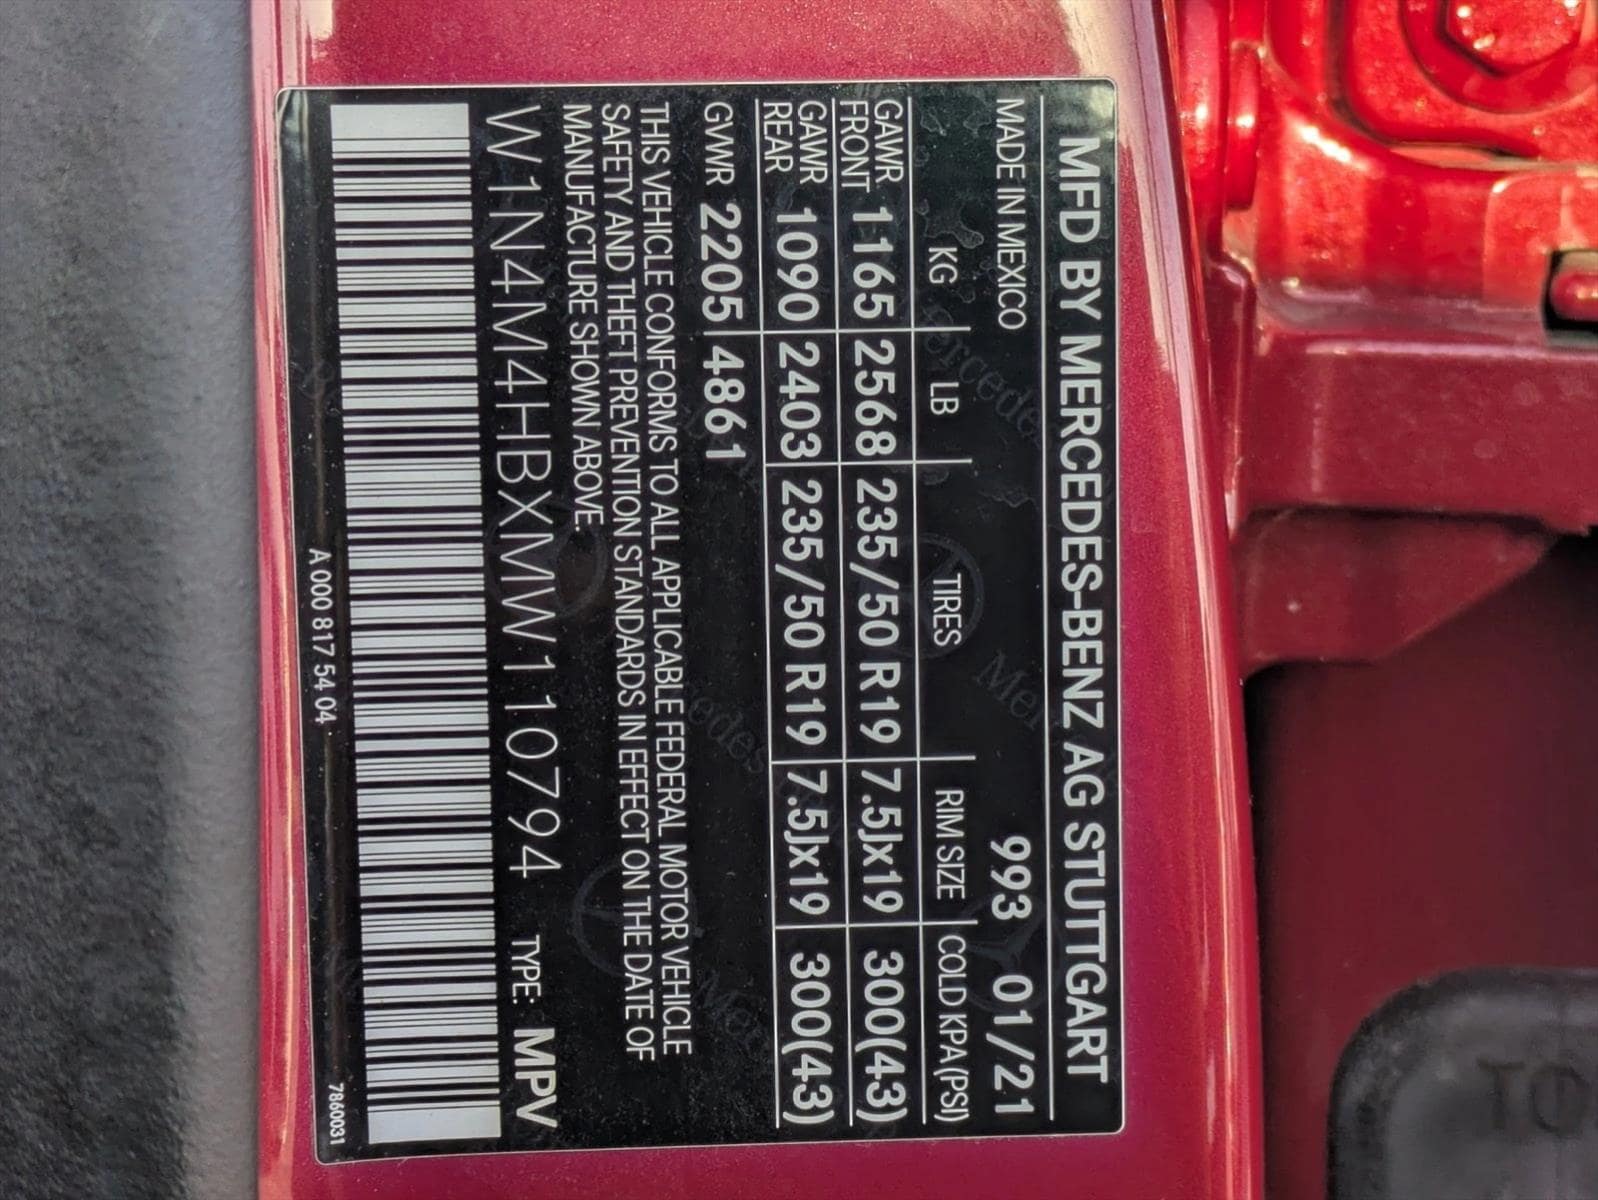 MFD BY MERCEDES-BENZ AG STUTTGART
MADE IN MEXICO 993 01/21
KG LB TIRES RIM SIZE COLD KPA(PSI)
GAWR FRONT 1165 2568 235/50 R19 7.5Jx19 300(43)
GAWR REAR 1090 2403 235/50 R19 7.5Jx19 300(43)
GVWR 2205 4861
THIS VEHICLE CONFORMS TO ALL APPLICABLE FEDERAL MOTOR VEHICLE
SAFETY AND THEFT PREVENTION STANDARDS IN EFFECT ON THE DATE OF
MANUFACTURE SHOWN ABOVE.
W1N4M4HBXMW110794 TYPE: MPV
A 000 817 54 04 7860031
TO